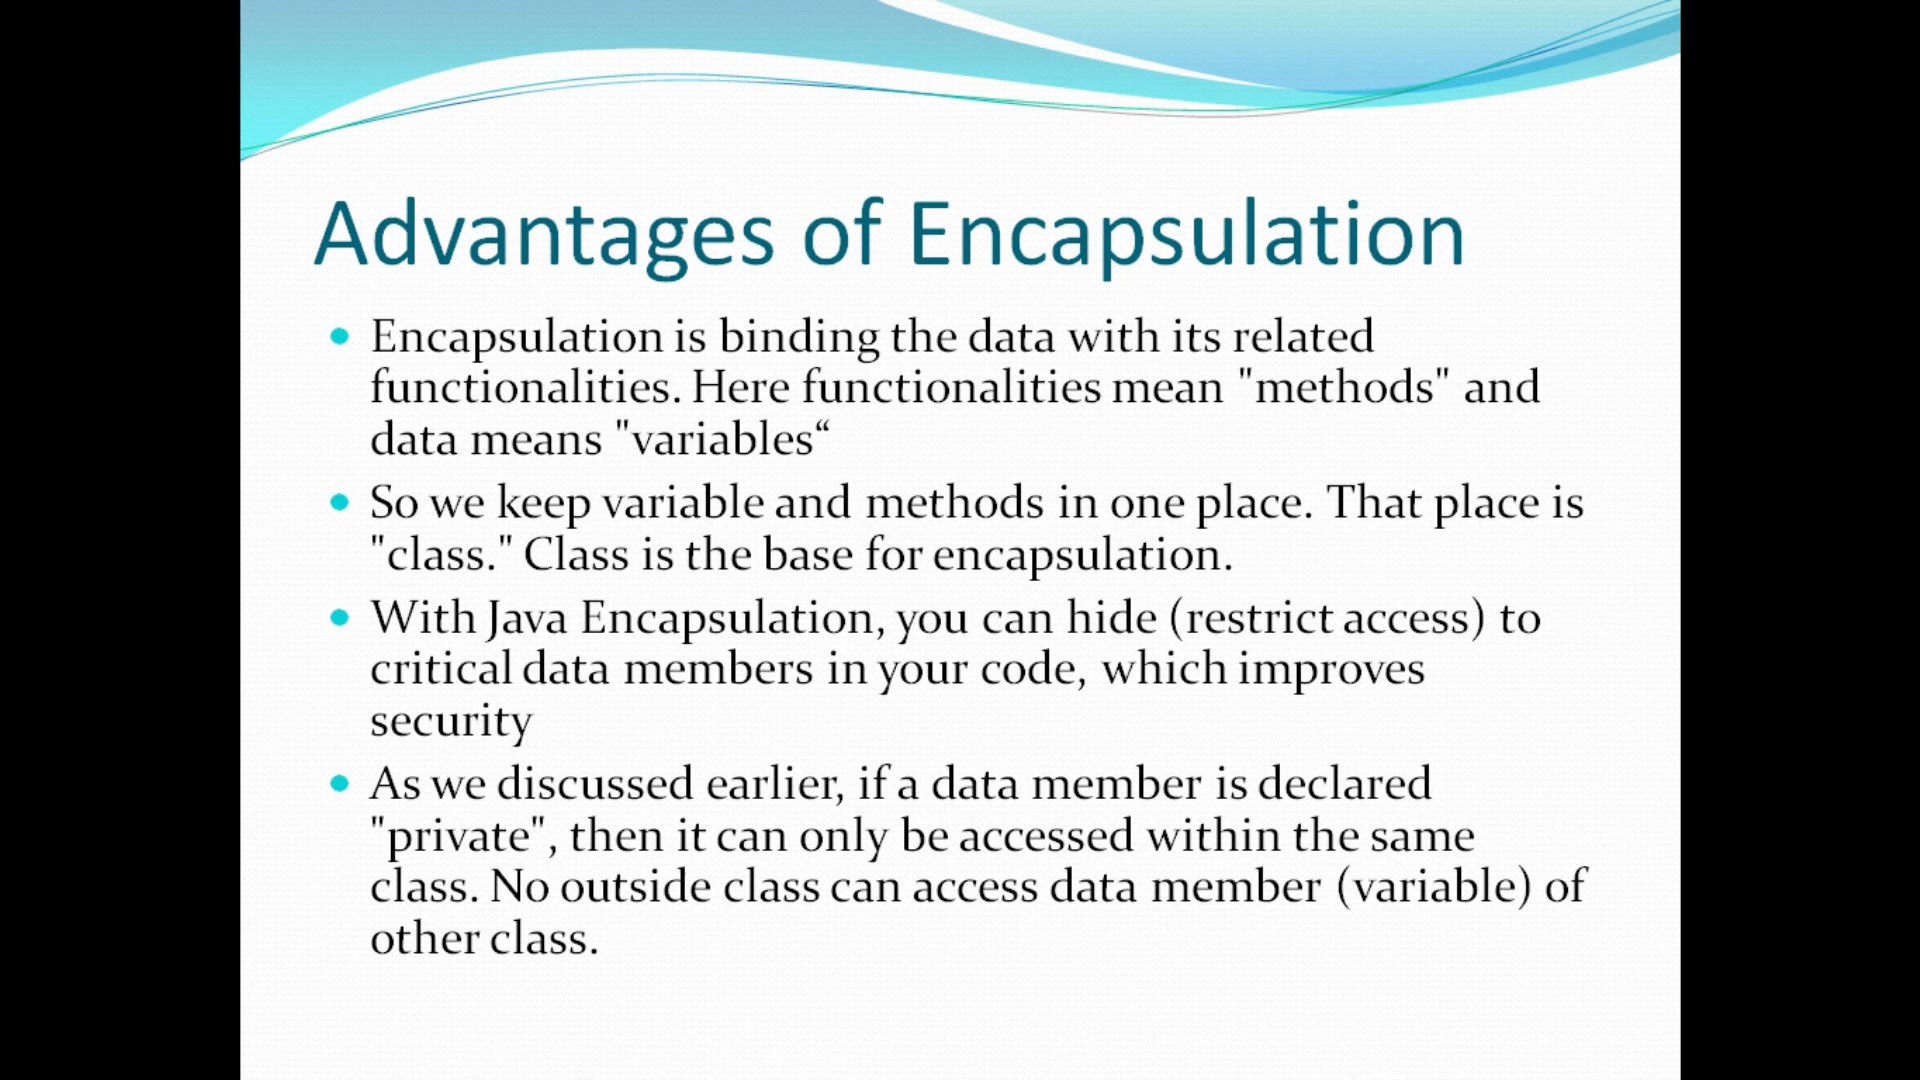 Advantages of Encapsulation
Encapsulation is binding the data with its related
functionalities. Here functionalities mean "methods" and
data means "variables“
So we keep variable and methods in one place. That place is
"class." Class is the base for encapsulation.
With Java Encapsulation, you can hide (restrict access) to
critical data members in your code, which improves
security
As we discussed earlier, if a data member is declared
"private", then it can only be accessed within the same
class. No outside class can access data member (variable) of
other class.